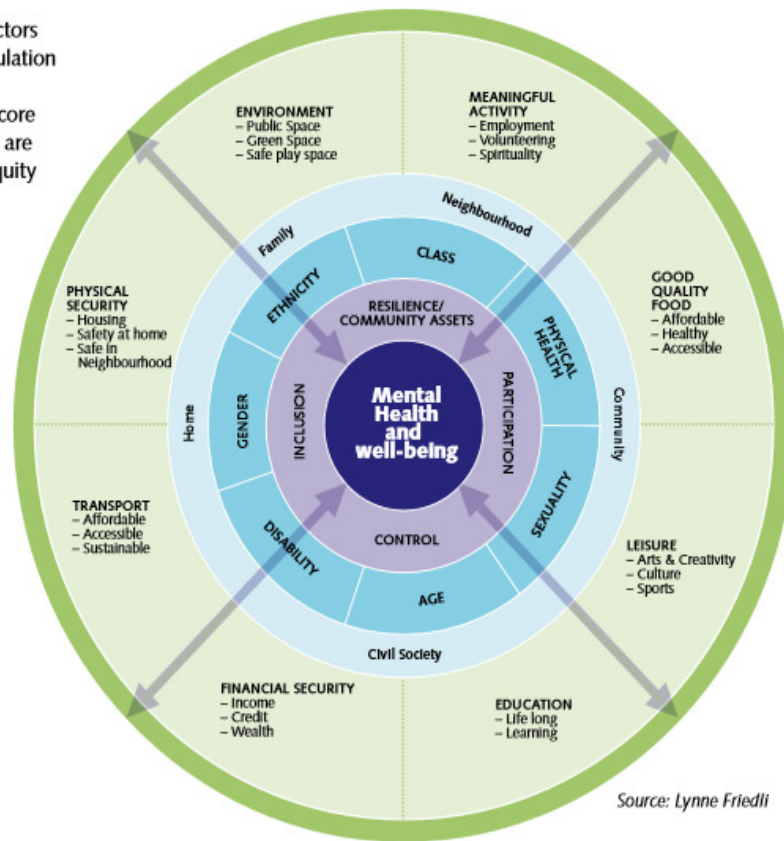 ctors
ulation
core
are
quity
ENVIRONMENT
– Public Space
– Green Space
– Safe play space
MEANINGFUL
ACTIVITY
– Employment
– Volunteering
– Spirituality
PHYSICAL
SECURITY
– Housing
– Safety at home
– Safe in
Neighbourhood
GOOD
QUALITY
FOOD
– Affordable
– Healthy
– Accessible
TRANSPORT
– Affordable
– Accessible
– Sustainable
LEISURE
– Arts & Creativity
– Culture
– Sports
FINANCIAL SECURITY
– Income
– Credit
– Wealth
EDUCATION
– Life long
– Learning
Family
Neighbourhood
Home
Community
Civil Society
ETHNICITY
CLASS
PHYSICAL
HEALTH
GENDER
SEXUALITY
DISABILITY
AGE
RESILIENCE/
COMMUNITY ASSETS
INCLUSION
PARTICIPATION
CONTROL
Mental
Health
and
well-being
Source: Lynne Friedli